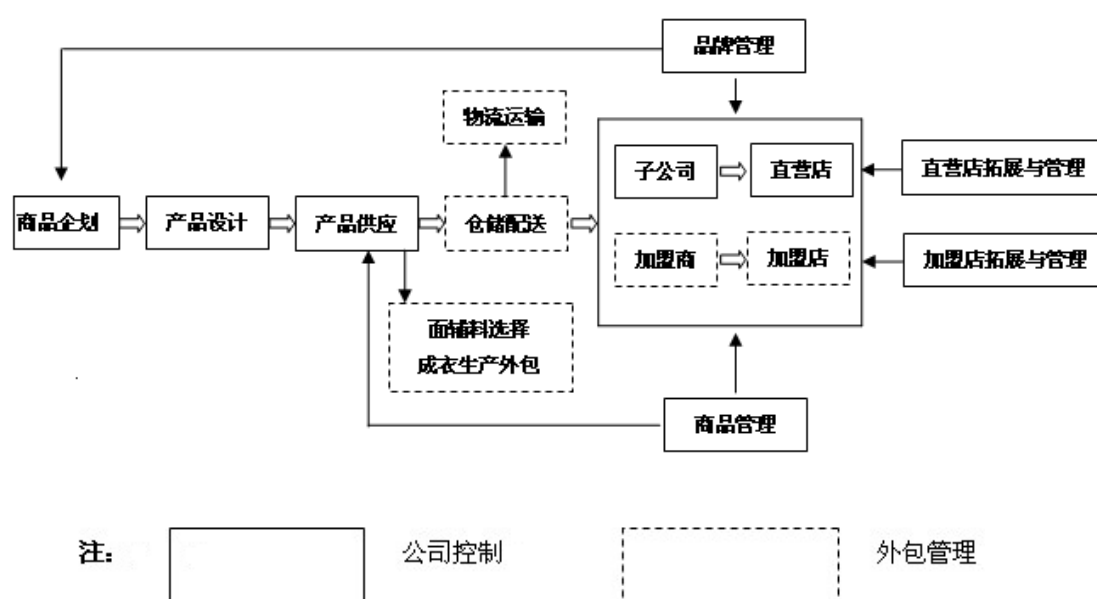 品牌管理
物流运输
子公司
直营店
直营店拓展与管理
商品企划
产品设计
产品供应
仓储配送
加盟商
加盟店
加盟店拓展与管理
面辅料选择
成衣生产外包
商品管理
注:
公司控制
外包管理